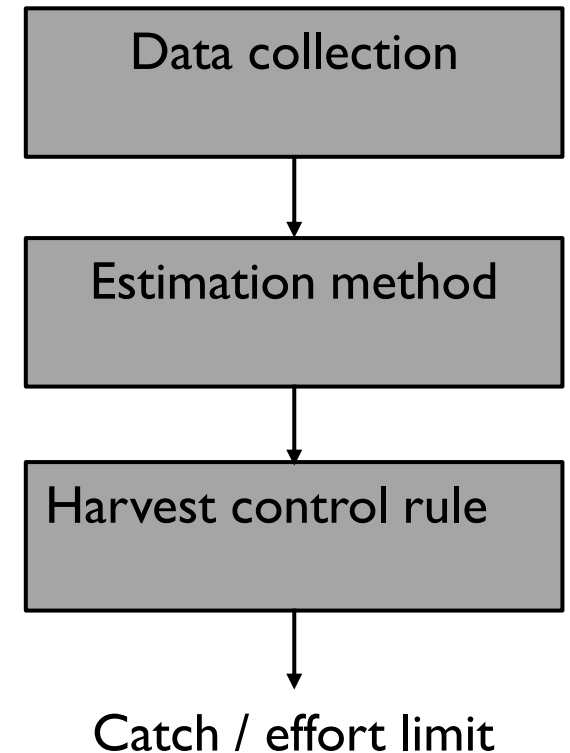 Data collection
Estimation method
Harvest control rule
Catch / effort limit